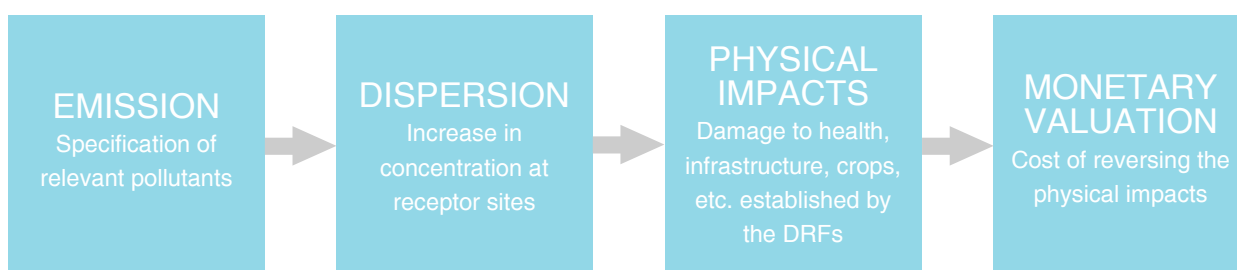 EMISSION
Specification of
relevant pollutants
DISPERSION
Increase in
concentration at
receptor sites
PHYSICAL
IMPACTS
Damage to health,
infrastructure, crops,
etc. established by
the DRFs
MONETARY
VALUATION
Cost of reversing the
physical impacts